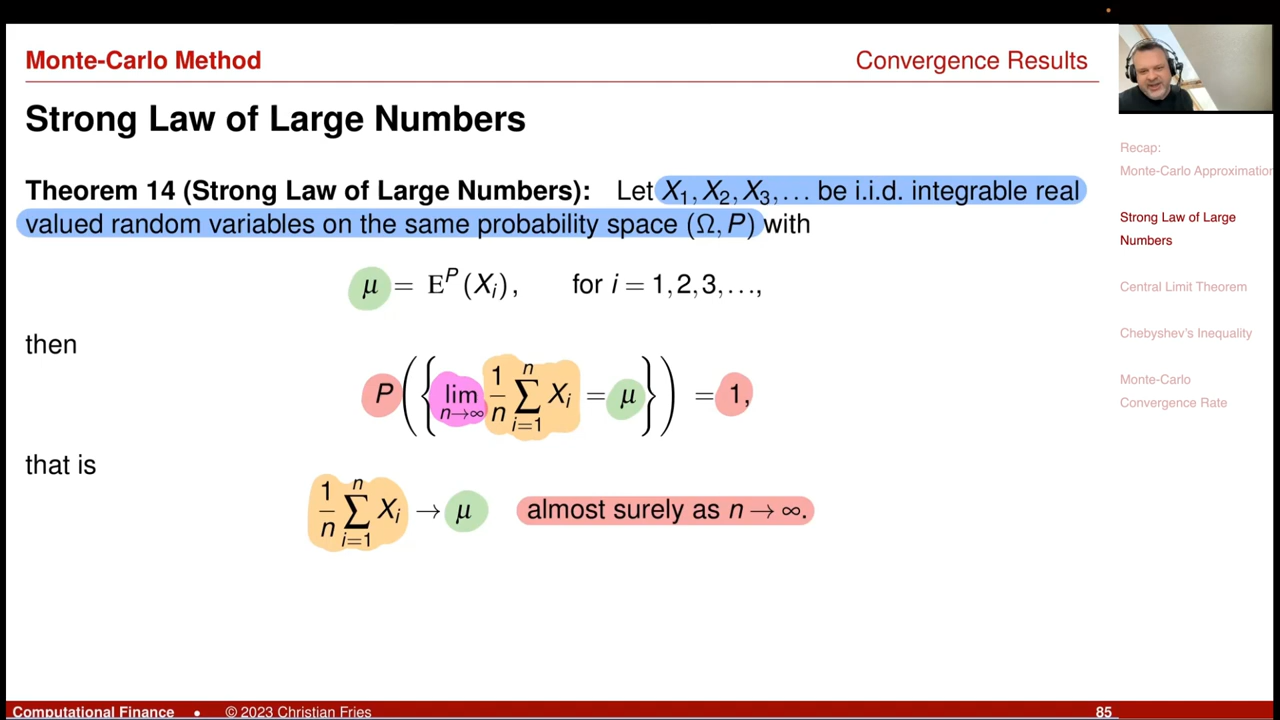 Monte-Carlo Method
Convergence Results
Strong Law of Large Numbers
Theorem 14 (Strong Law of Large Numbers): Let X₁, X₂, X₃, … be i.i.d. integrable real
valued random variables on the same probability space (Ω, P) with
μ = Eᴾ(Xᵢ), for i = 1,2,3,…,
then
P({lim_{n→∞} 1/n ∑_{i=1}^{n} Xᵢ = μ}) = 1,
that is
1/n ∑_{i=1}^{n} Xᵢ → μ almost surely as n → ∞.
Recap:
Monte-Carlo Approximation
Strong Law of Large
Numbers
Central Limit Theorem
Chebyshev's Inequality
Monte-Carlo
Convergence Rate
Computational Finance • © 2023 Christian Fries
85